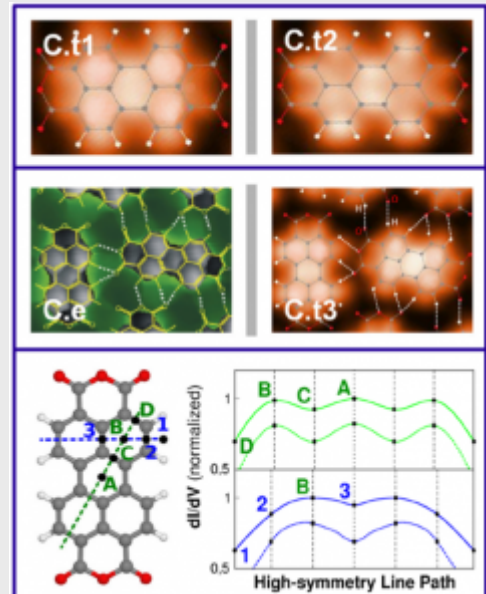 C.t1
C.t2
C.e
C.t3
O
H
O
H
D
3
B
1
2
C
A
dI/dV (normalized)
1
B
C
A
D
0.5
1
B
2
3
1
0.5
High-symmetry Line Path